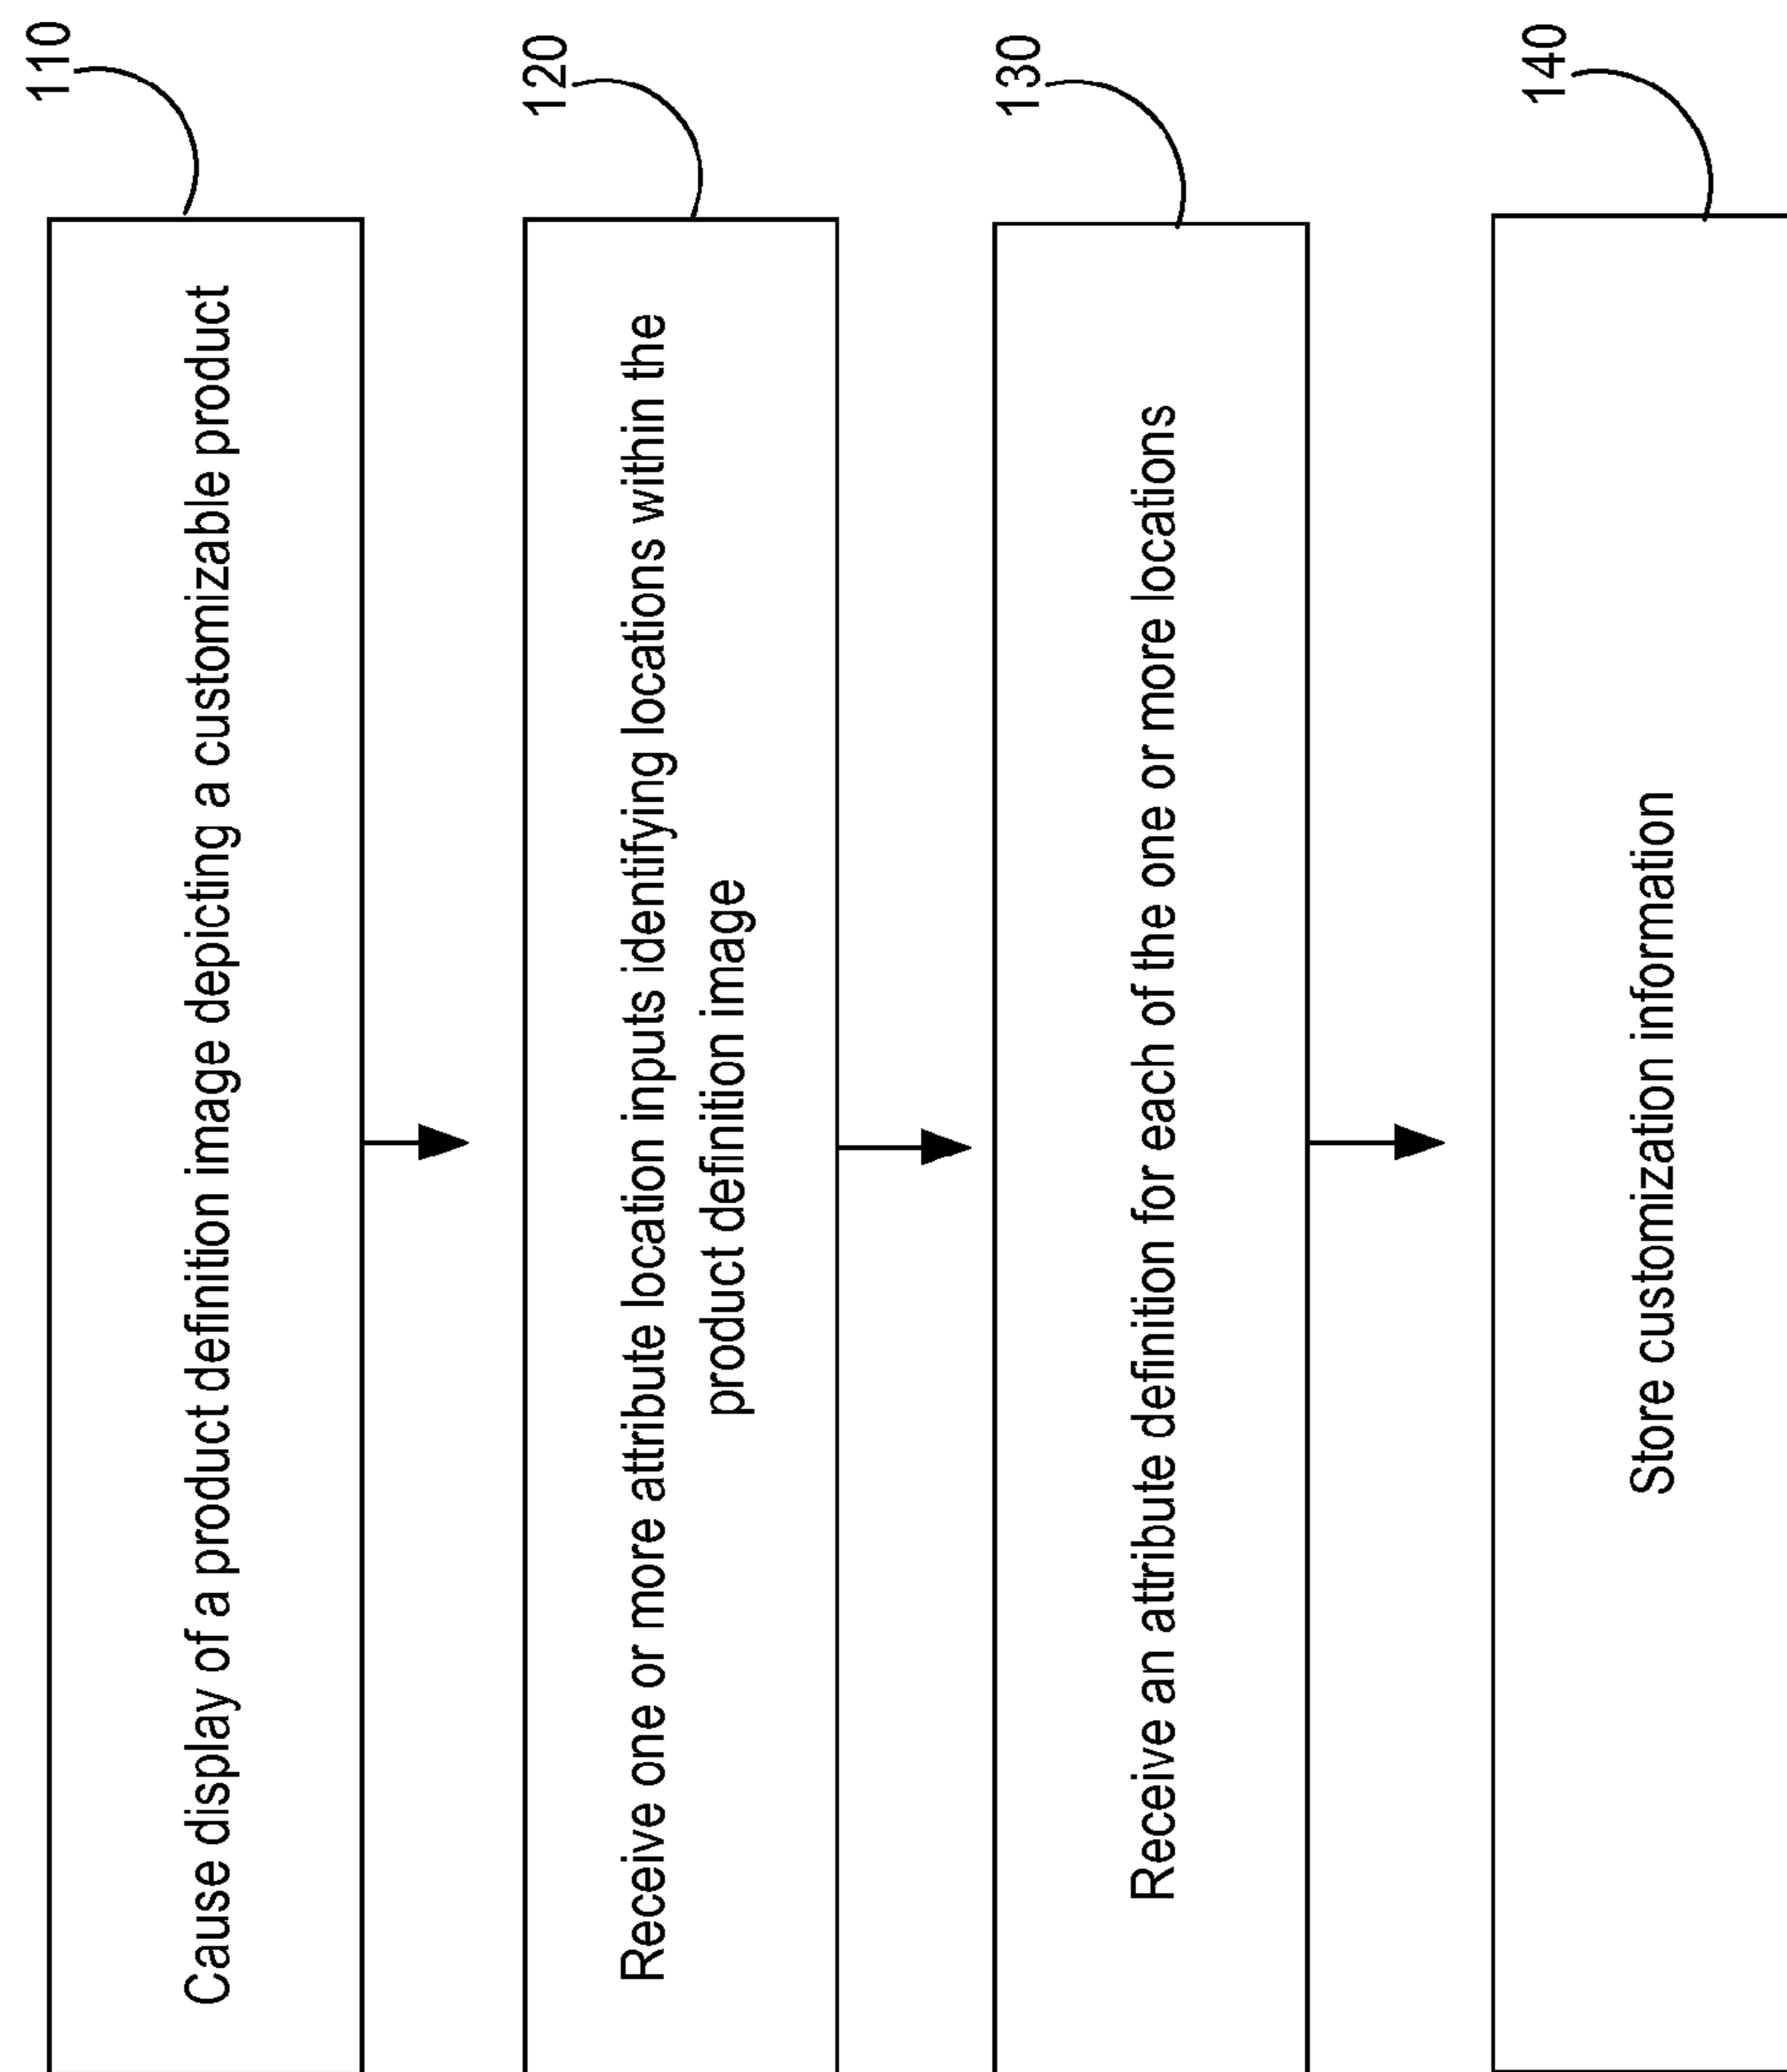 110
Cause display of a product definition image depicting a customizable product
120
Receive one or more attribute location inputs identifying locations within the
product definition image
130
Receive an attribute definition for each of the one or more locations
140
Store customization information